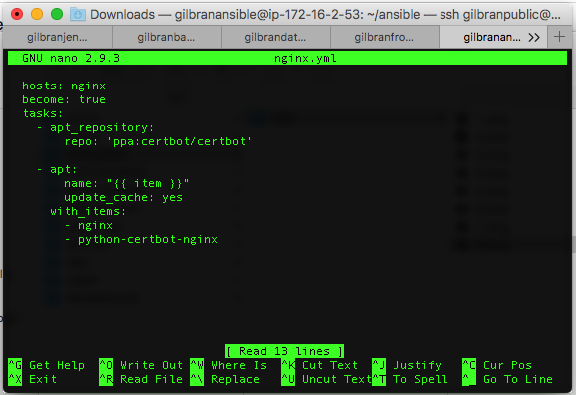 Downloads — gilbranansible@ip-172-16-2-53: ~/ansible — ssh gilbranpublic@...
gilbranjen... gilbranba... gilbrandat... gilbranfro... gilbranan... >> +
GNU nano 2.9.3 nginx.yml
hosts: nginx
become: true
tasks:
- apt_repository:
repo: 'ppa:certbot/certbot'
- apt:
name: "{{ item }}"
update_cache: yes
with_items:
- nginx
- python-certbot-nginx
[ Read 13 lines ]
^G Get Help ^O Write Out ^W Where Is ^K Cut Text ^J Justify ^C Cur Pos
^X Exit ^R Read File ^\ Replace ^U Uncut Text ^T To Spell ^_ Go To Line